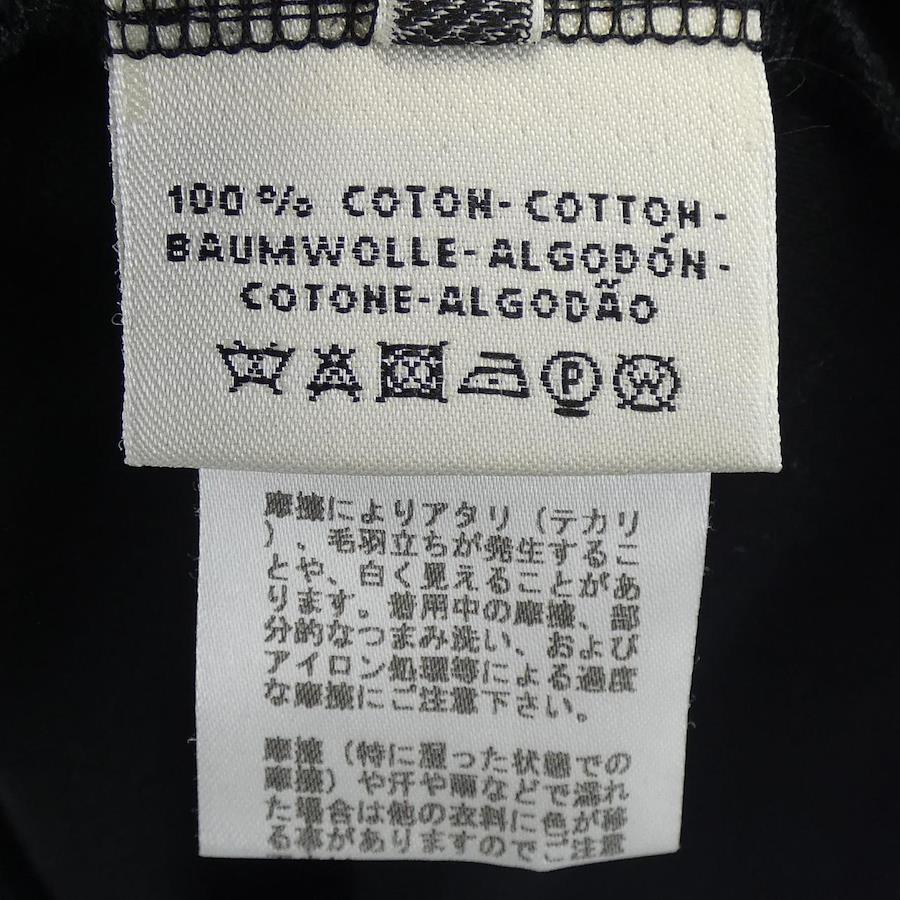 100 % COTON - COTTON -
BAUMWOLLE - ALGODÓN -
COTONE - ALGODÃO
P W
摩擦によりアタリ（テカリ
）、毛羽立ちが発生するこ
とや、白く見えることがあ
ります。着用中の摩擦、部
分的なつまみ洗い、および
アイロン処理等による過度
な摩擦にご注意下さい。
摩擦（特に湿った状態での
摩擦）や汗や雨などで濡れ
た場合は他の衣料に色が移
る事がありますのでご注意